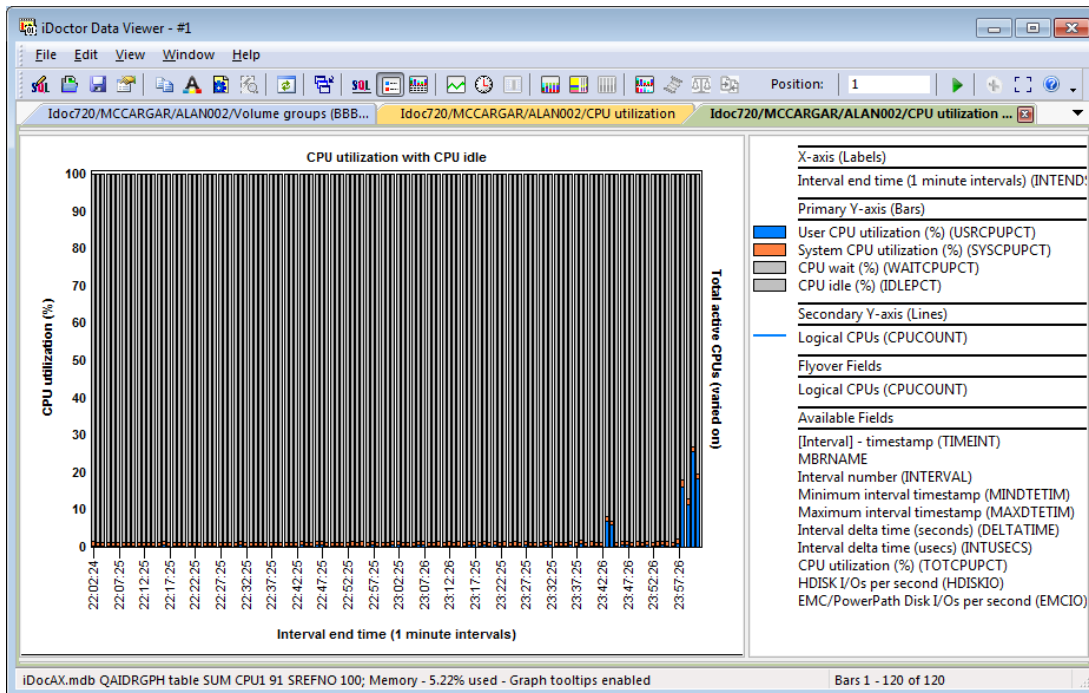 iDoctor Data Viewer - #1
File Edit View Window Help
SQL Position: 1
Idoc720/MCCARGAR/ALAN002/Volume groups (BBB...
Idoc720/MCCARGAR/ALAN002/CPU utilization
Idoc720/MCCARGAR/ALAN002/CPU utilization ...
CPU utilization with CPU idle
CPU utilization (%)
100
90
80
70
60
50
40
30
20
10
0
Total active CPUs (varied on)
22:02:24
22:07:25
22:12:25
22:17:25
22:22:25
22:27:25
22:32:25
22:37:25
22:42:25
22:47:25
22:52:25
22:57:25
23:02:25
23:07:26
23:12:26
23:17:25
23:22:25
23:27:25
23:32:25
23:37:25
23:42:26
23:47:26
23:52:26
23:57:26
Interval end time (1 minute intervals)
X-axis (Labels)
Interval end time (1 minute intervals) (INTENDS
Primary Y-axis (Bars)
User CPU utilization (%) (USRCPUPCT)
System CPU utilization (%) (SYSCPUPCT)
CPU wait (%) (WAITCPUPCT)
CPU idle (%) (IDLEPCT)
Secondary Y-axis (Lines)
Logical CPUs (CPUCOUNT)
Flyover Fields
Logical CPUs (CPUCOUNT)
Available Fields
[Interval] - timestamp (TIMEINT)
MBRNAME
Interval number (INTERVAL)
Minimum interval timestamp (MINDTETIM)
Maximum interval timestamp (MAXDTETIM)
Interval delta time (seconds) (DELTATIME)
Interval delta time (usecs) (INTUSECS)
CPU utilization (%) (TOTCPUPCT)
HDISK I/Os per second (HDISKIO)
EMC/PowerPath Disk I/Os per second (EMCIO)
iDocAX.mdb QAIDRGPH table SUM CPU1 91 SREFNO 100; Memory - 5.22% used - Graph tooltips enabled
Bars 1 - 120 of 120